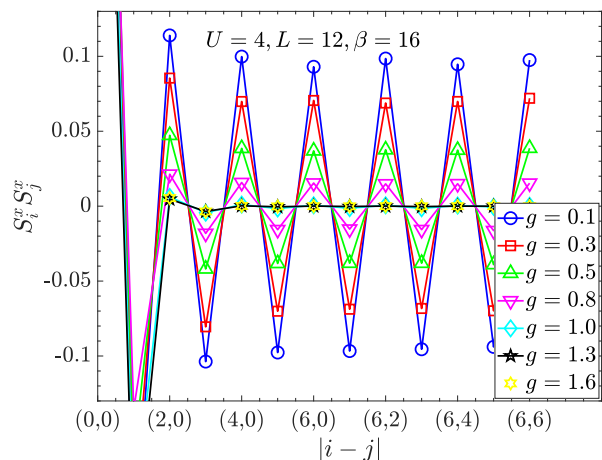 U = 4, L = 12, β = 16
0.1
0.05
0
-0.05
-0.1
S_i^x S_j^x
g = 0.1
g = 0.3
g = 0.5
g = 0.8
g = 1.0
g = 1.3
g = 1.6
(0,0) (2,0) (4,0) (6,0) (6,2) (6,4) (6,6)
|i − j|